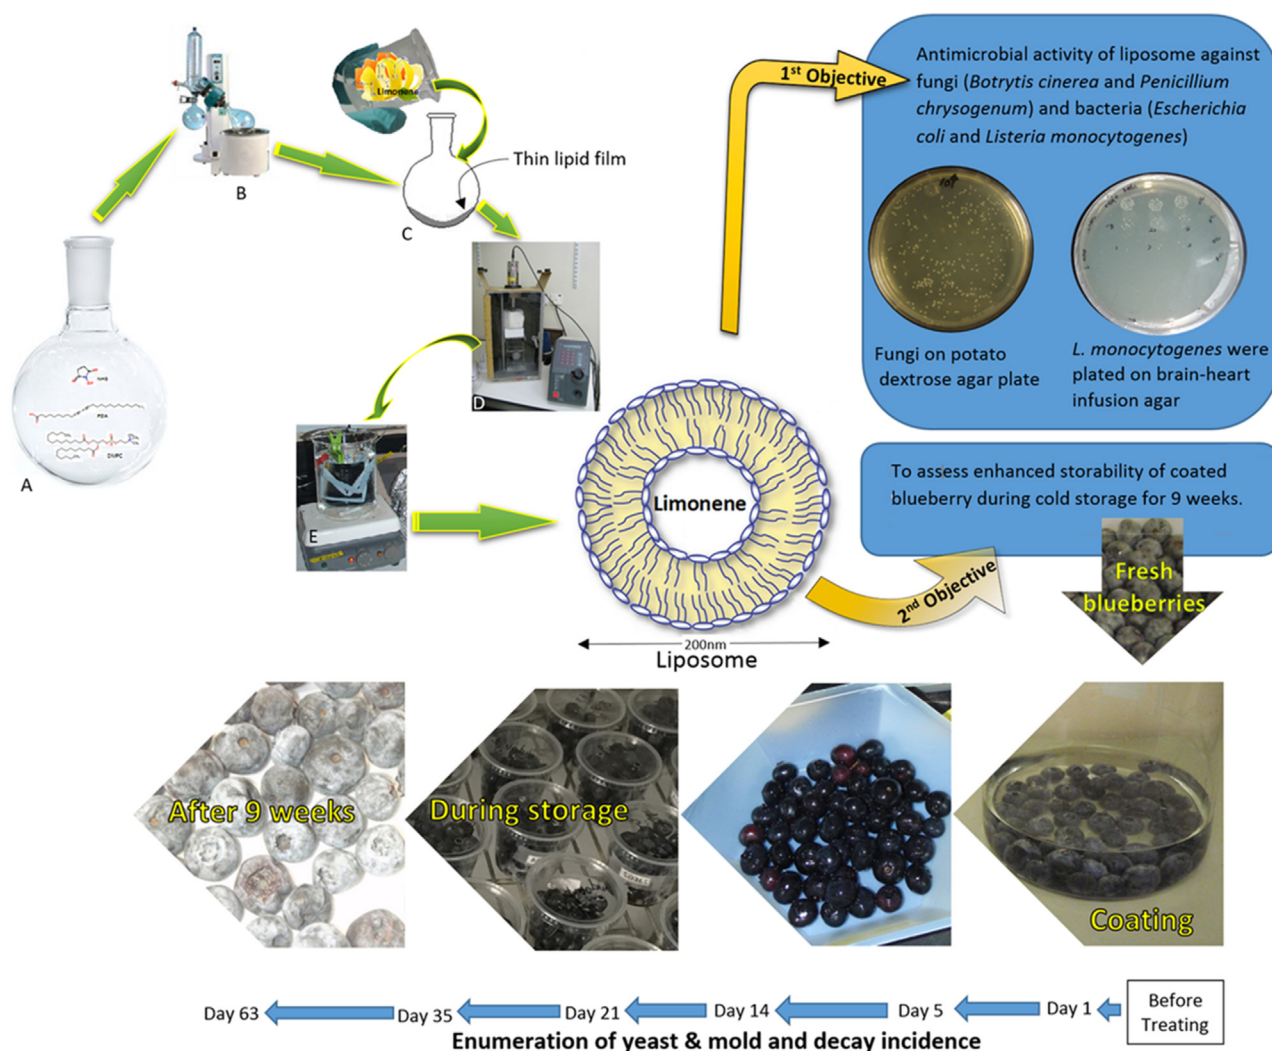 Limonene
Thin lipid film
A
B
C
D
E
NHS
PDA
DMPC
1st Objective
Antimicrobial activity of liposome against
fungi (Botrytis cinerea and Penicillium
chrysogenum) and bacteria (Escherichia
coli and Listeria monocytogenes)
Fungi on potato
dextrose agar plate
L. monocytogenes were
plated on brain-heart
infusion agar
Limonene
200nm
Liposome
2nd Objective
To assess enhanced storability of coated
blueberry during cold storage for 9 weeks.
Fresh
blueberries
After 9 weeks
During storage
Coating
Day 63
Day 35
Day 21
Day 14
Day 5
Day 1
Before
Treating
Enumeration of yeast & mold and decay incidence